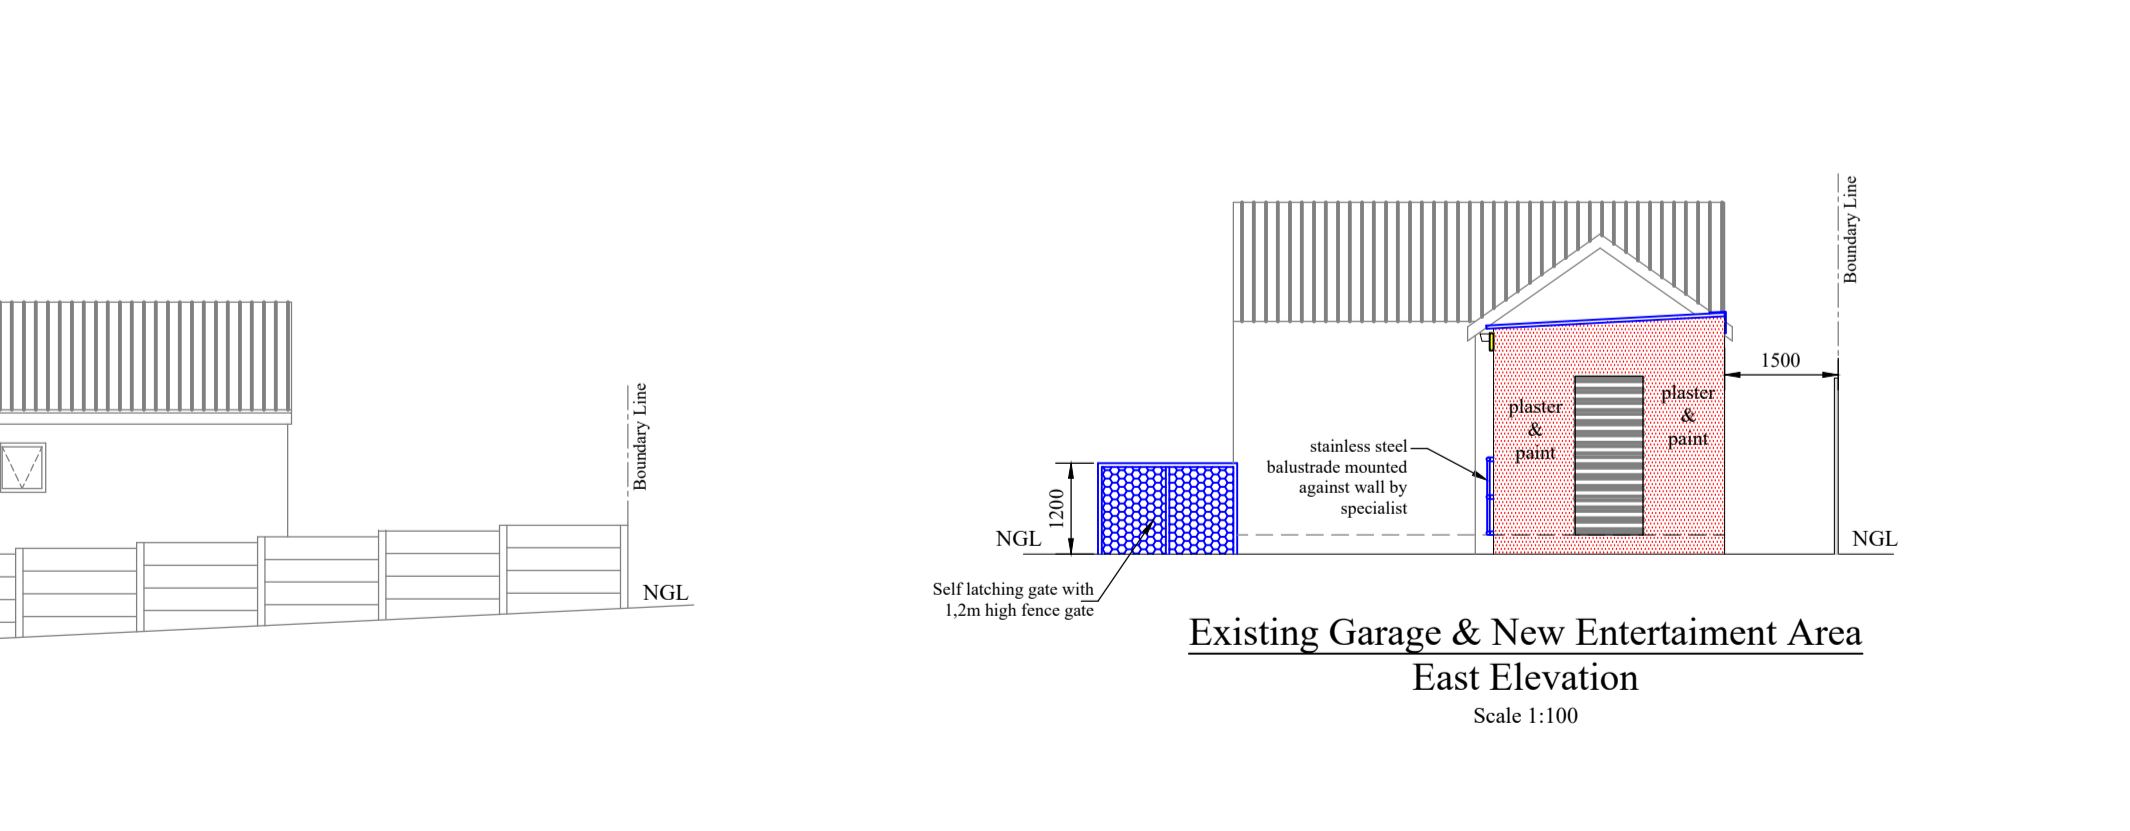 Boundary Line
NGL
Boundary Line
1500
plaster
&
paint
plaster
&
paint
stainless steel
balustrade mounted
against wall by
specialist
1200
NGL
NGL
Self latching gate with
1,2m high fence gate
Existing Garage & New Entertaiment Area
East Elevation
Scale 1:100